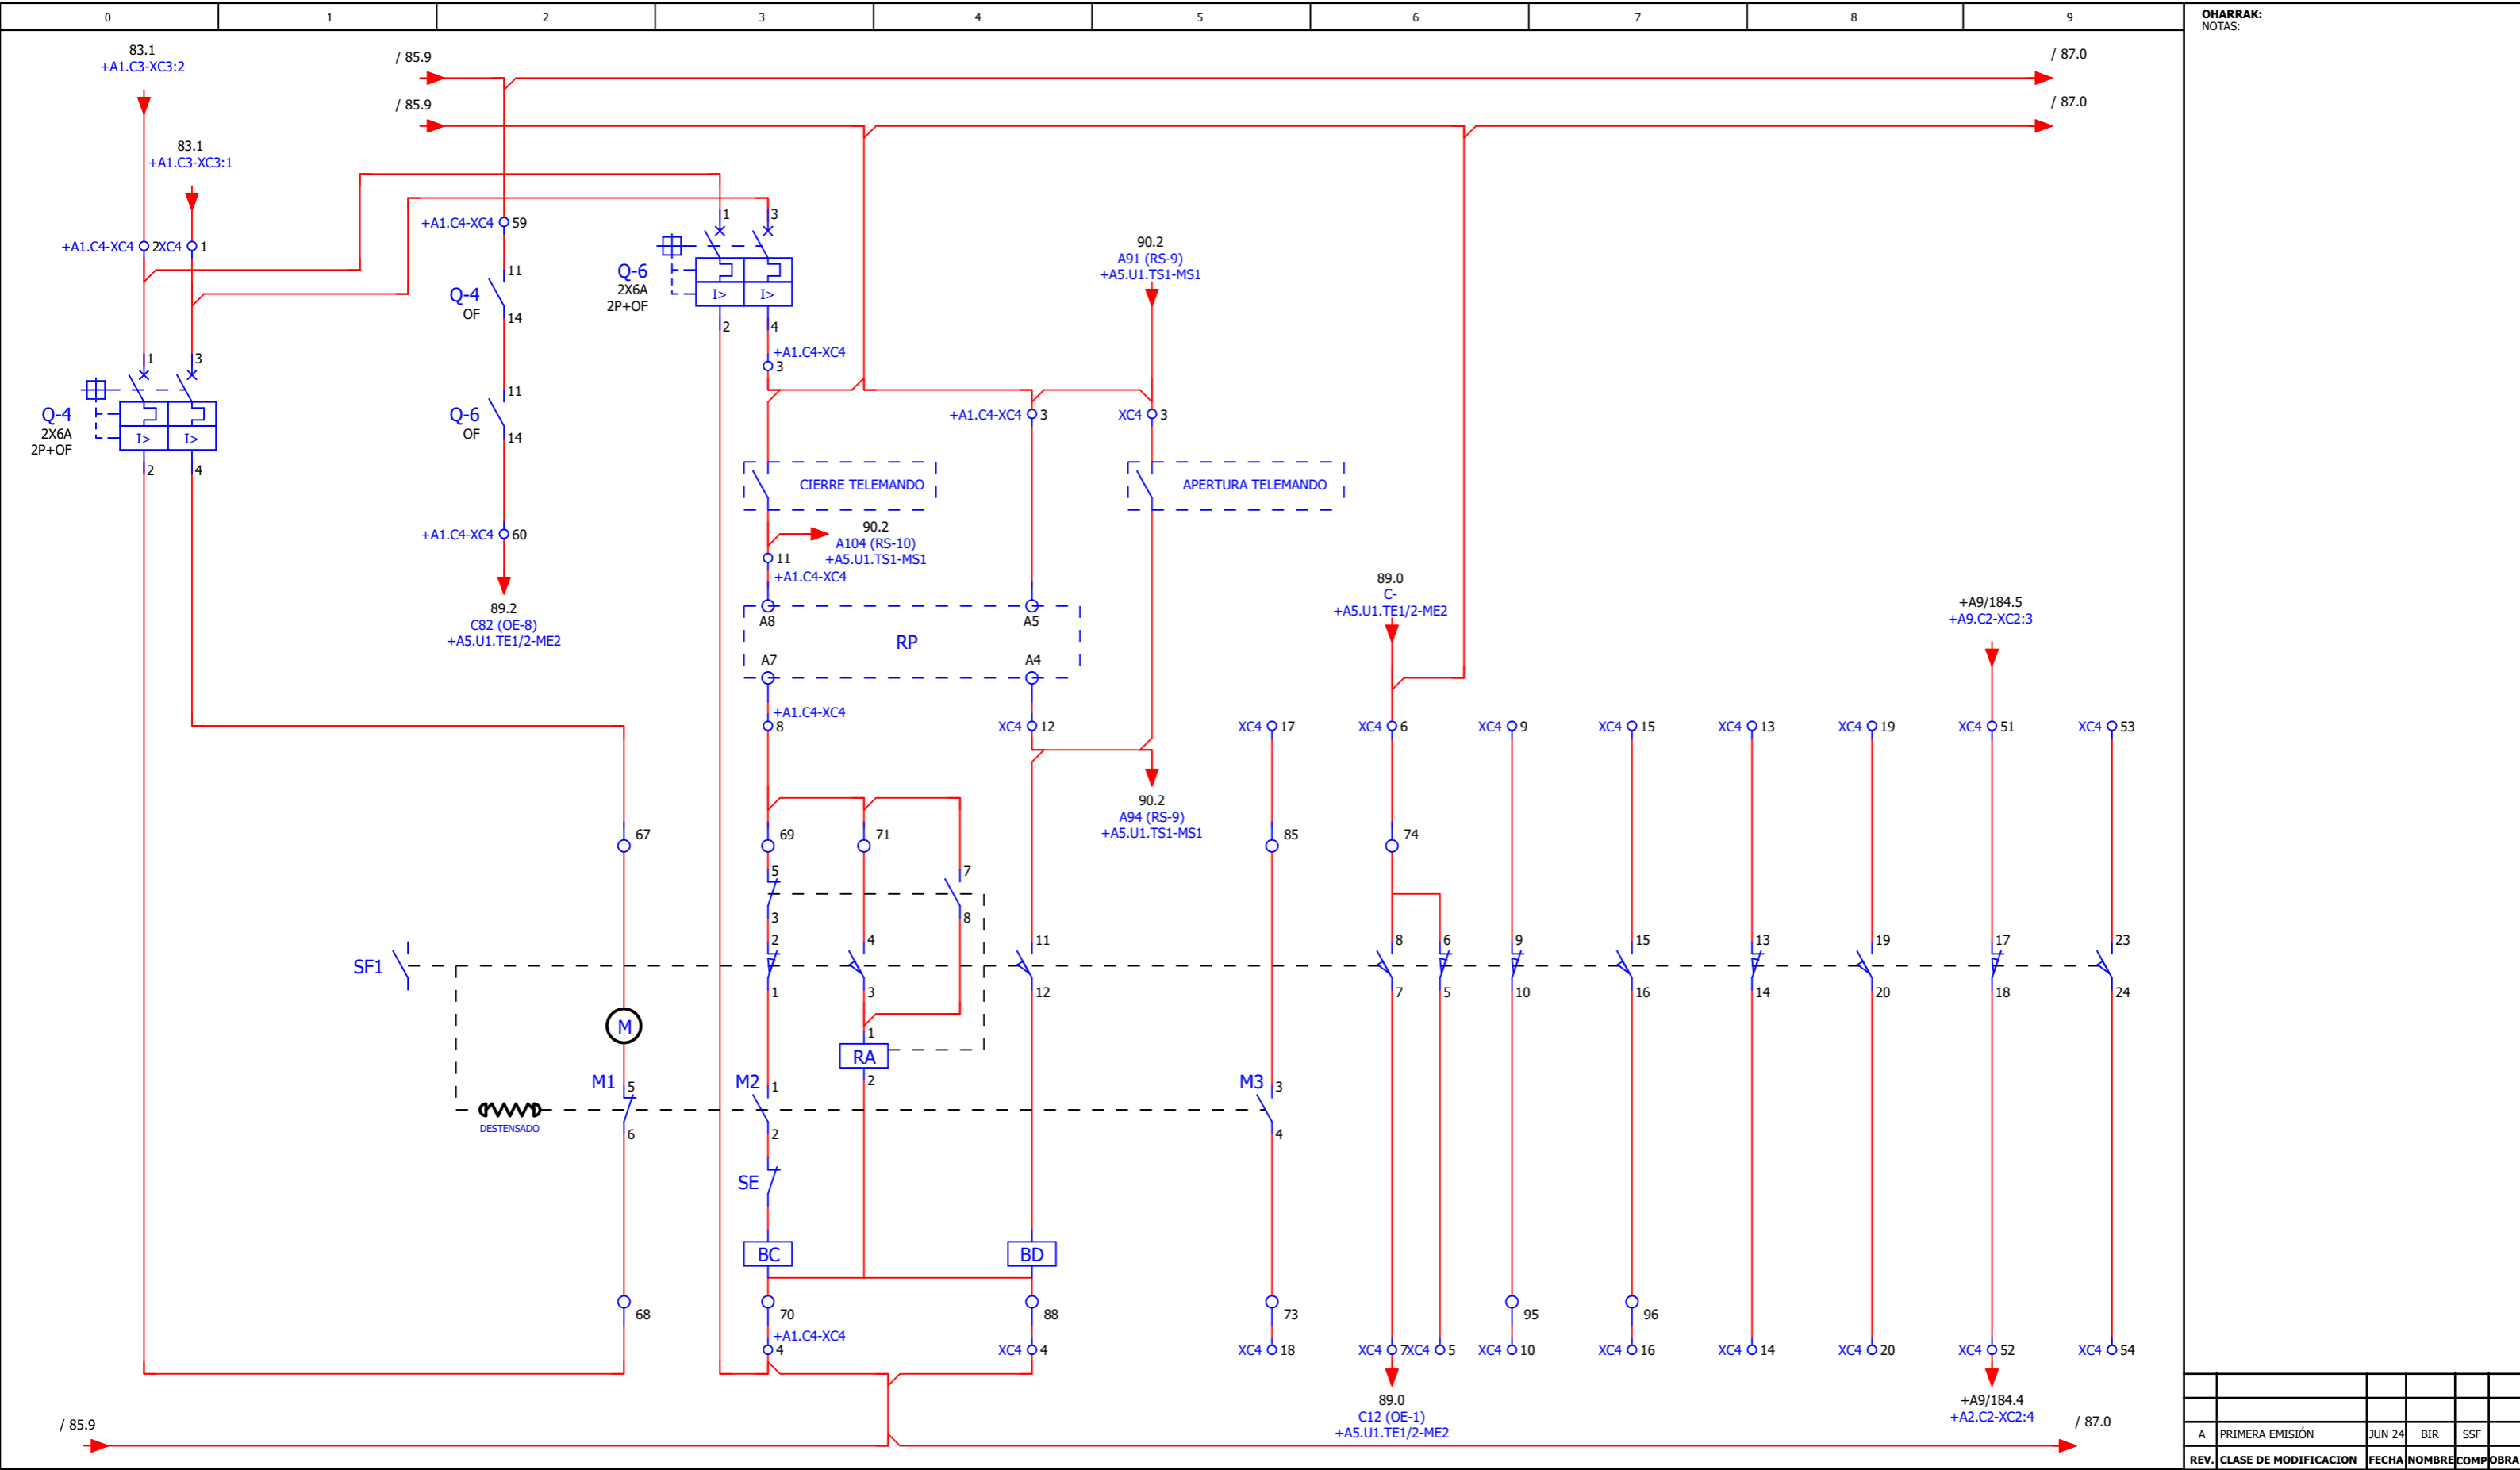 0 1 2 3 4 5 6 7 8 9
OHARRAK:
NOTAS:
83.1
+A1.C3-XC3:2
/ 85.9
/ 87.0
/ 85.9
/ 87.0
83.1
+A1.C3-XC3:1
+A1.C4-XC4 2
XC4 1
+A1.C4-XC4 59
11
Q-4
OF
14
11
Q-6
OF
14
+A1.C4-XC4 60
89.2
C82 (OE-8)
+A5.U1.TE1/2-ME2
1 3
Q-4
2X6A
2P+OF
I> I>
2 4
1 3
Q-6
2X6A
2P+OF
I> I>
2 4
+A1.C4-XC4
3
+A1.C4-XC4 3
90.2
A91 (RS-9)
+A5.U1.TS1-MS1
XC4 3
CIERRE TELEMANDO
APERTURA TELEMANDO
90.2
A104 (RS-10)
+A5.U1.TS1-MS1
11
+A1.C4-XC4
A8 A5
RP
A7 A4
+A1.C4-XC4
8
XC4 12
90.2
A94 (RS-9)
+A5.U1.TS1-MS1
89.0
C-
+A5.U1.TE1/2-ME2
+A9/184.5
+A9.C2-XC2:3
XC4 17
XC4 6
XC4 9
XC4 15
XC4 13
XC4 19
XC4 51
XC4 53
67
69
71
85
74
5
3
7
8
SF1
2
1
4
3
11
12
8
7
6
5
9
10
15
16
13
14
19
20
17
18
23
24
M
1
RA
2
M1
5
6
M2
1
2
M3
3
4
DESTENSADO
SE
BC
BD
68
70
88
73
95
96
+A1.C4-XC4
4
XC4 4
XC4 18
XC4 7
XC4 5
XC4 10
XC4 16
XC4 14
XC4 20
XC4 52
XC4 54
89.0
C12 (OE-1)
+A5.U1.TE1/2-ME2
+A9/184.4
+A2.C2-XC2:4
/ 85.9
/ 87.0
A PRIMERA EMISIÓN JUN 24 BIR SSF
REV. CLASE DE MODIFICACION FECHA NOMBRE COMP OBRA